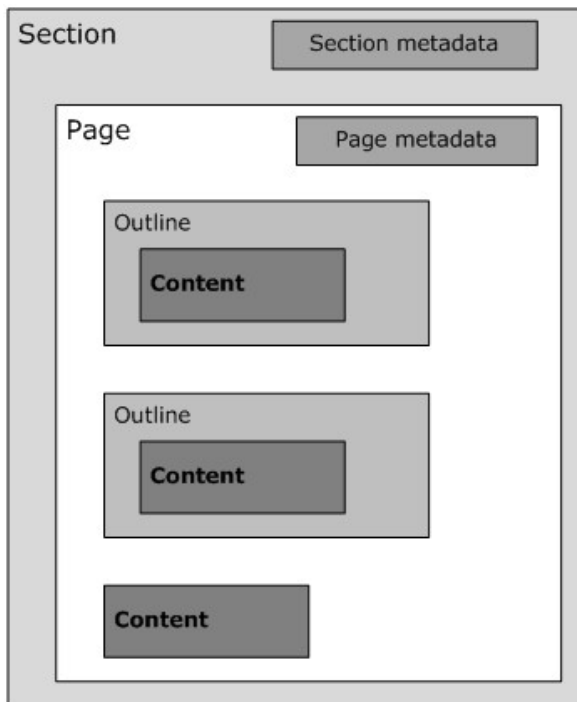 Section
Section metadata
Page
Page metadata
Outline
Content
Outline
Content
Content